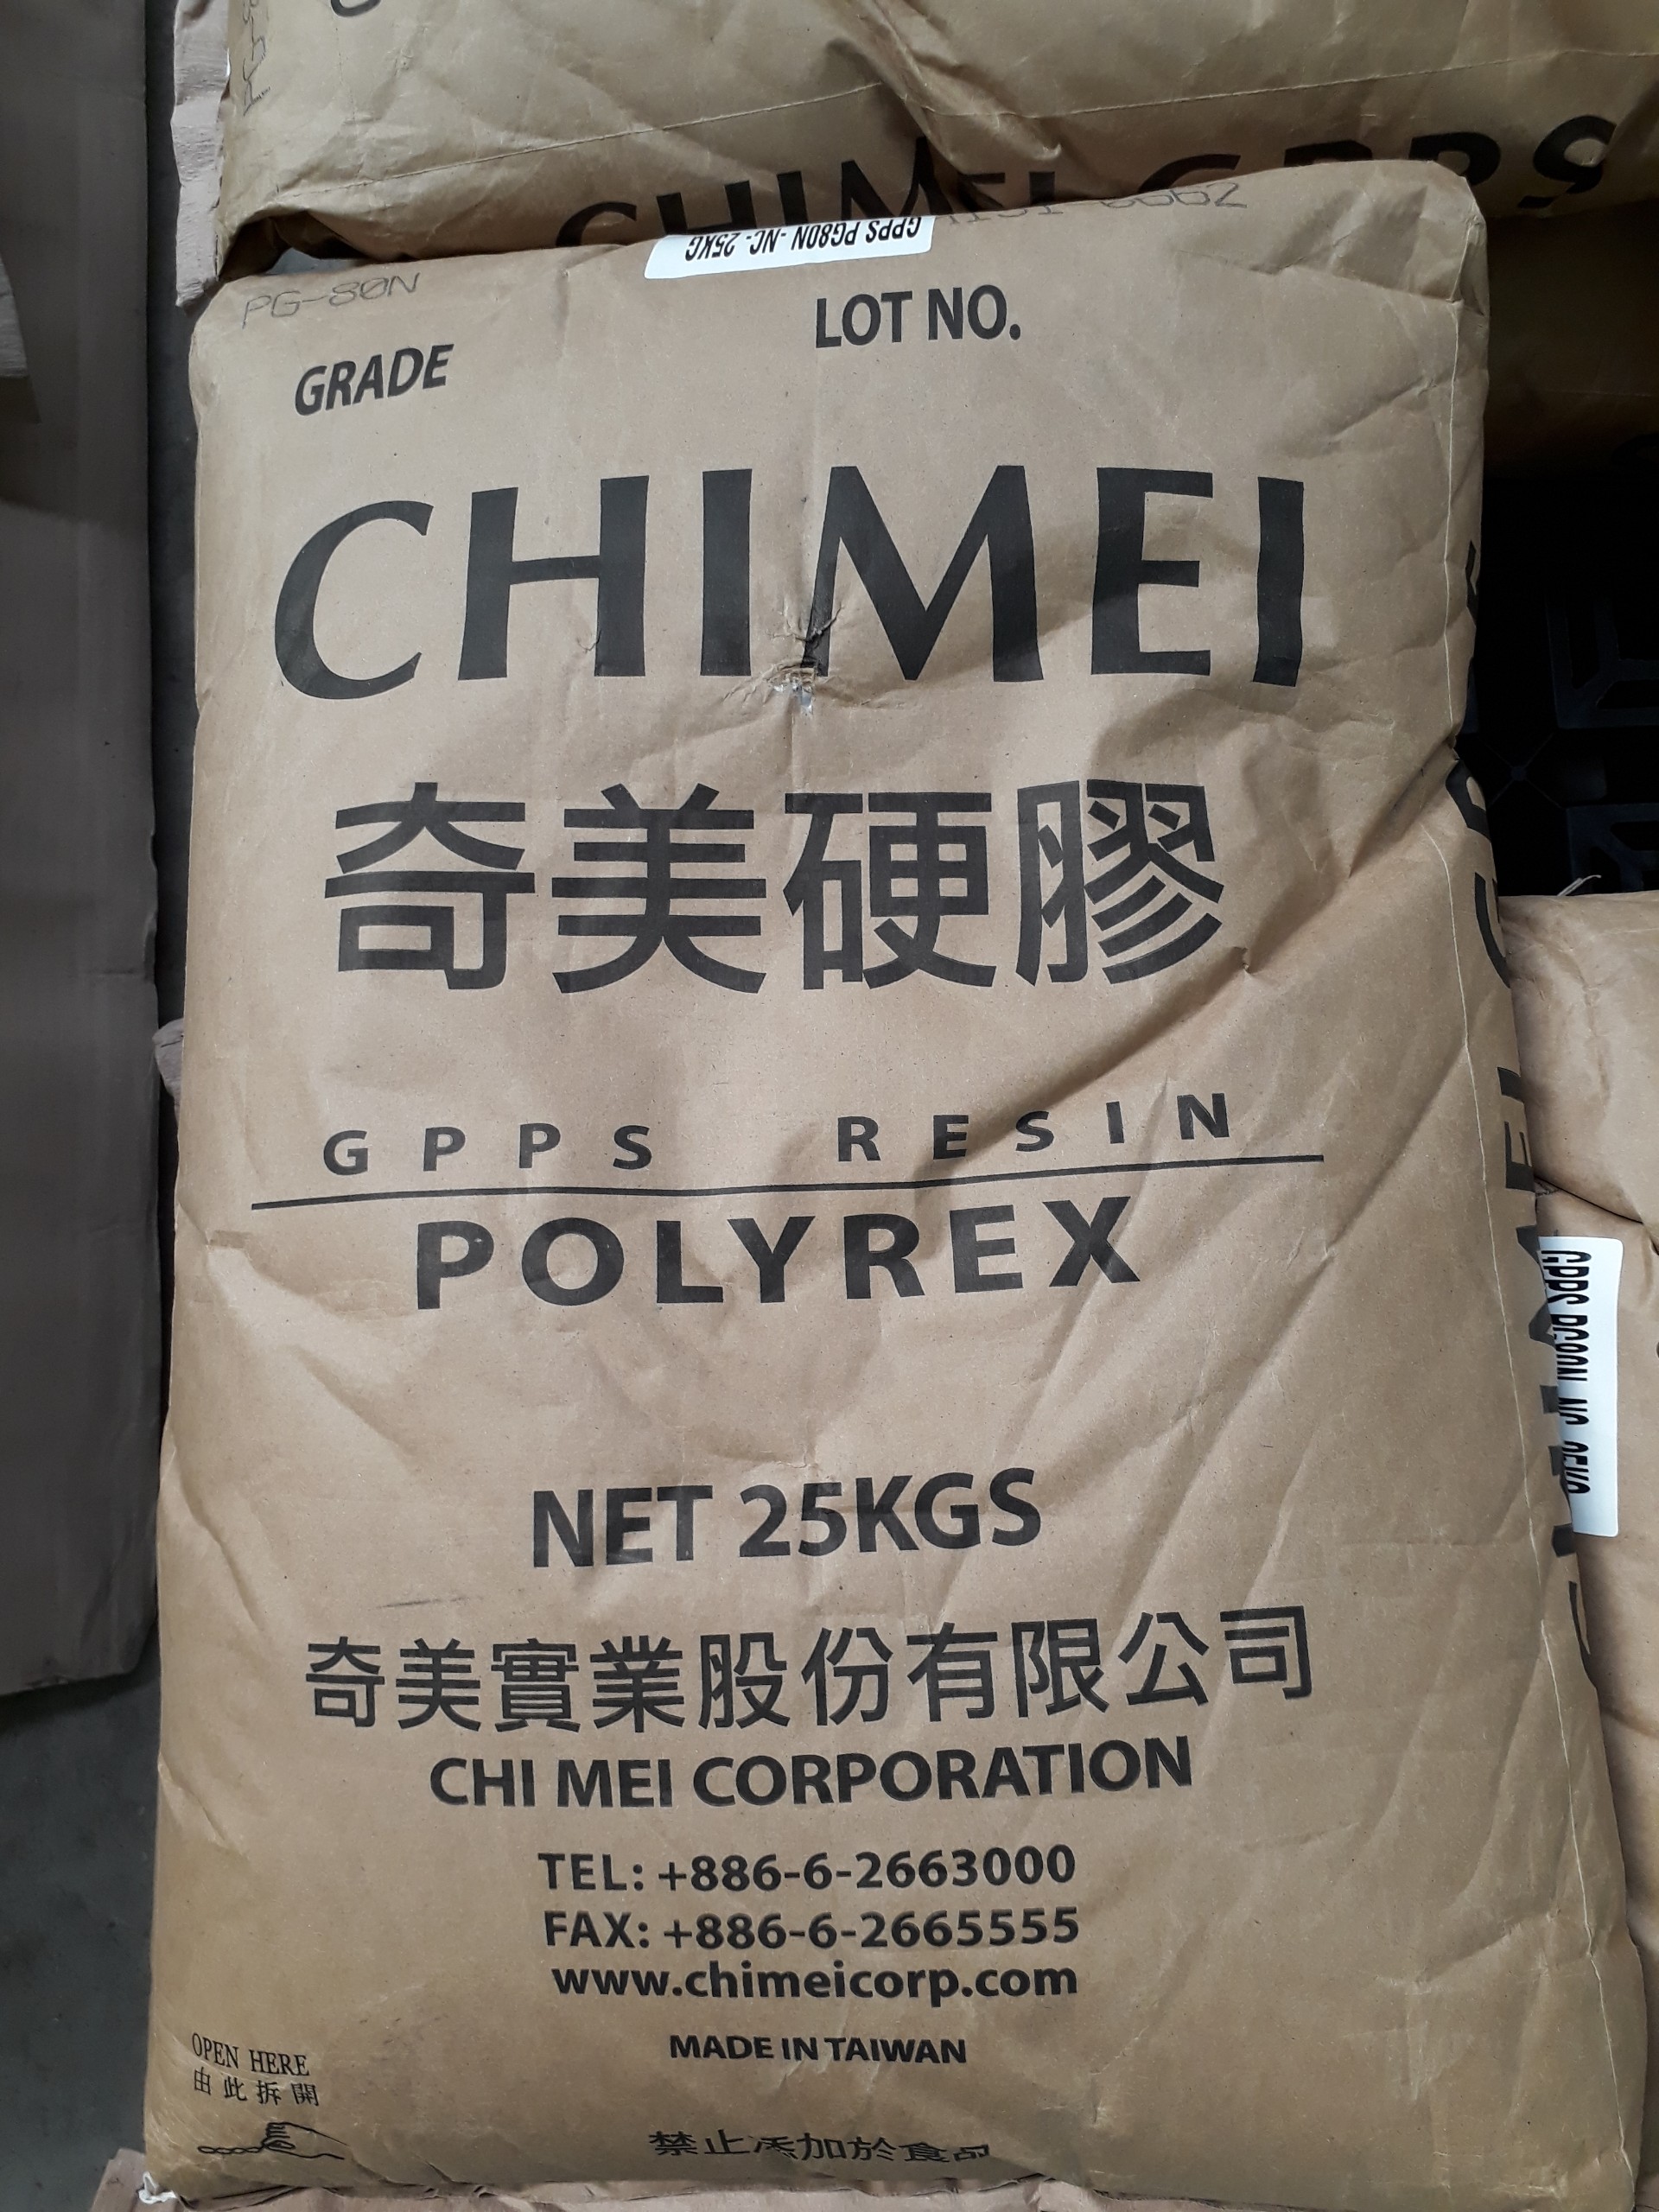 CHIMEI GPPS
GPPS PG80N -NC- 25KG
PG-80N
LOT NO.
GRADE
CHIMEI
奇美硬膠
GPPS RESIN
POLYREX
NET 25KGS
奇美實業股份有限公司
CHI MEI CORPORATION
TEL: +886-6-2663000
FAX: +886-6-2665555
www.chimeicorp.com
MADE IN TAIWAN
OPEN HERE
由此拆開
禁止添加於食品